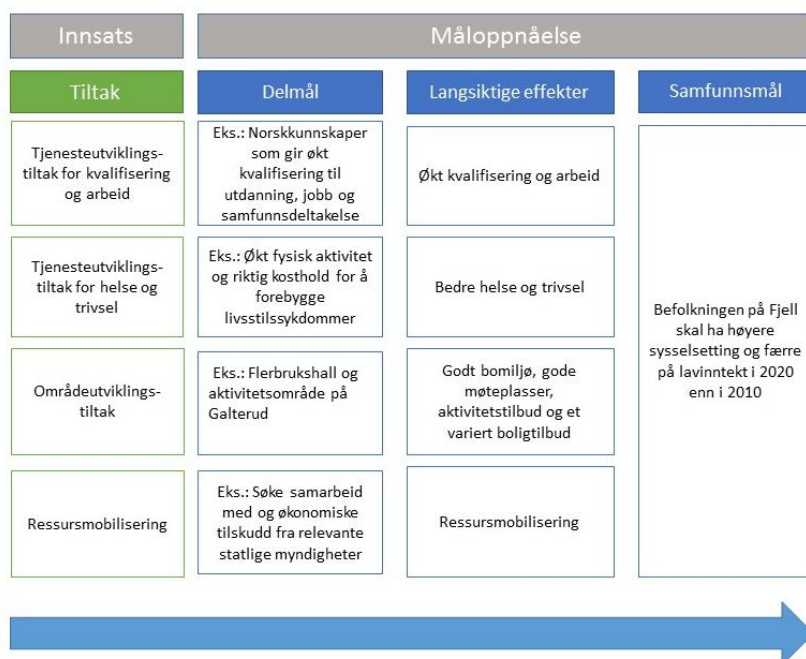 Innsats
Måloppnåelse
Tiltak
Delmål
Langsiktige effekter
Samfunnsmål
Tjenesteutviklings-
tiltak for kvalifisering
og arbeid
Eks.: Norskkunnskaper
som gir økt
kvalifisering til
utdanning, jobb og
samfunnsdeltakelse
Økt kvalifisering og arbeid
Tjenesteutviklings-
tiltak for helse og
trivsel
Eks.: Økt fysisk aktivitet
og riktig kosthold for å
forebygge
livsstilssykdommer
Bedre helse og trivsel
Områdeutviklings-
tiltak
Eks.: Flerbrukshall og
aktivitetsområde på
Galterud
Godt bomiljø, gode
møteplasser,
aktivitetstilbud og et
variert boligtilbud
Ressursmobilisering
Eks.: Søke samarbeid
med og økonomiske
tilskudd fra relevante
statlige myndigheter
Ressursmobilisering
Befolkningen på Fjell
skal ha høyere
sysselsetting og færre
på lavinntekt i 2020
enn i 2010